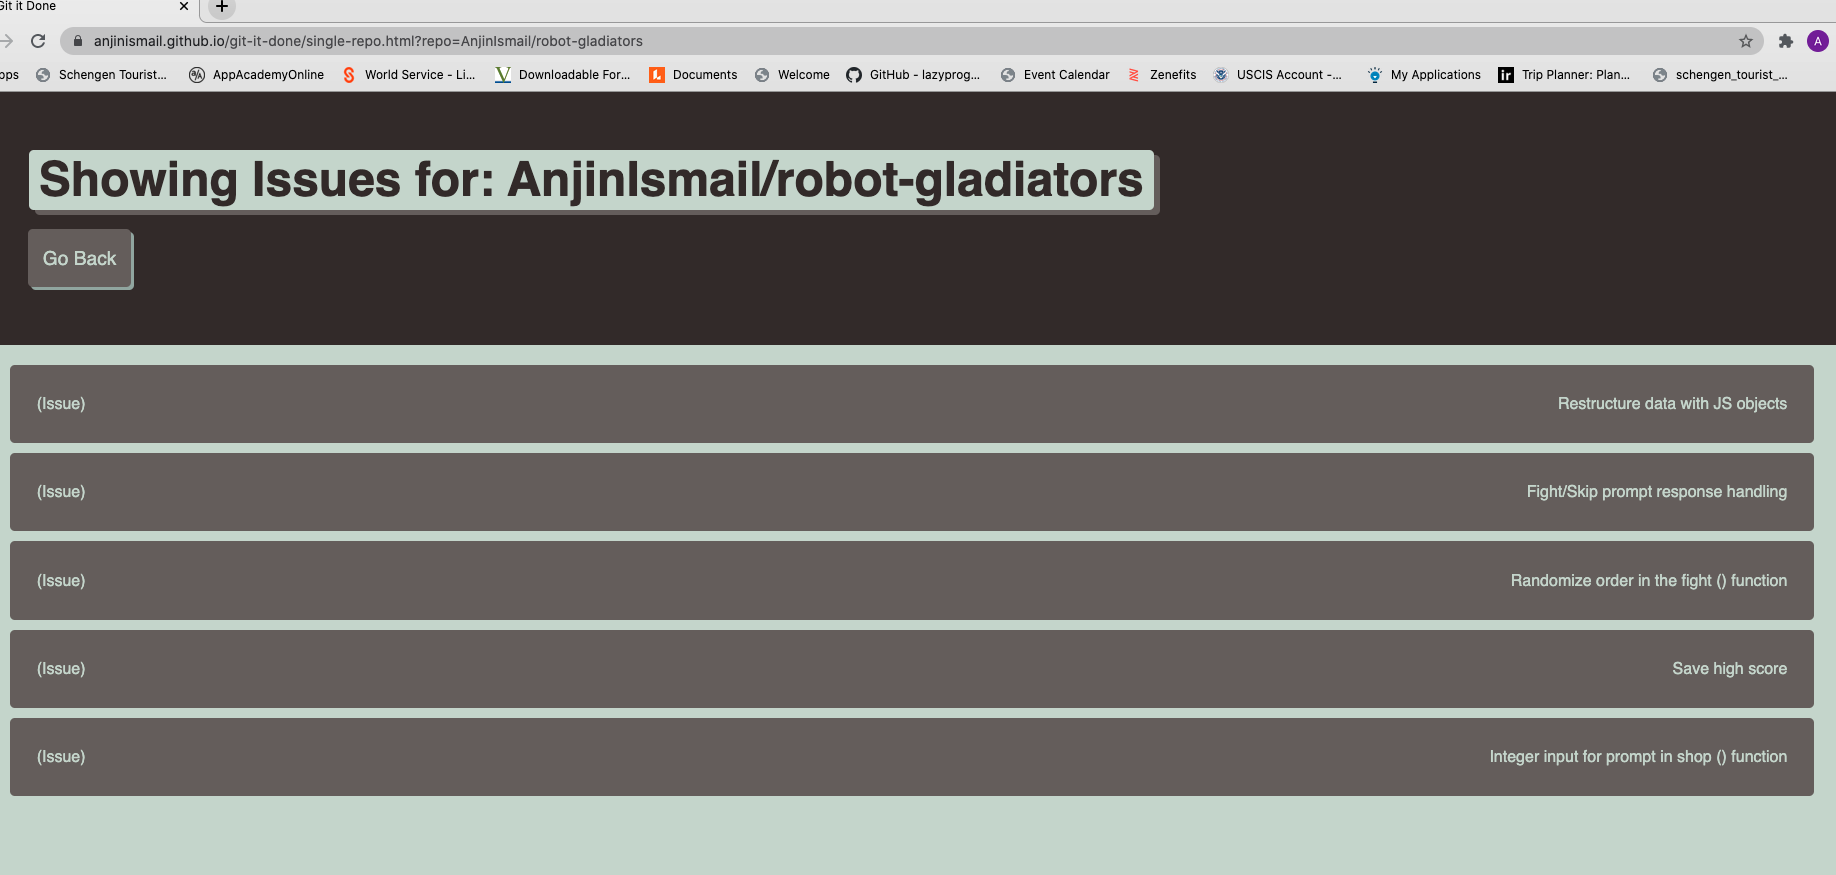 Git it Done
anjinismail.github.io/git-it-done/single-repo.html?repo=AnjinIsmail/robot-gladiators
A
pps Schengen Tourist... AppAcademyOnline World Service - Li... Downloadable For... Documents Welcome GitHub - lazyprog... Event Calendar Zenefits USCIS Account -... My Applications ir Trip Planner: Plan... schengen_tourist_...
Showing Issues for: AnjinIsmail/robot-gladiators
Go Back
(Issue) Restructure data with JS objects
(Issue) Fight/Skip prompt response handling
(Issue) Randomize order in the fight () function
(Issue) Save high score
(Issue) Integer input for prompt in shop () function